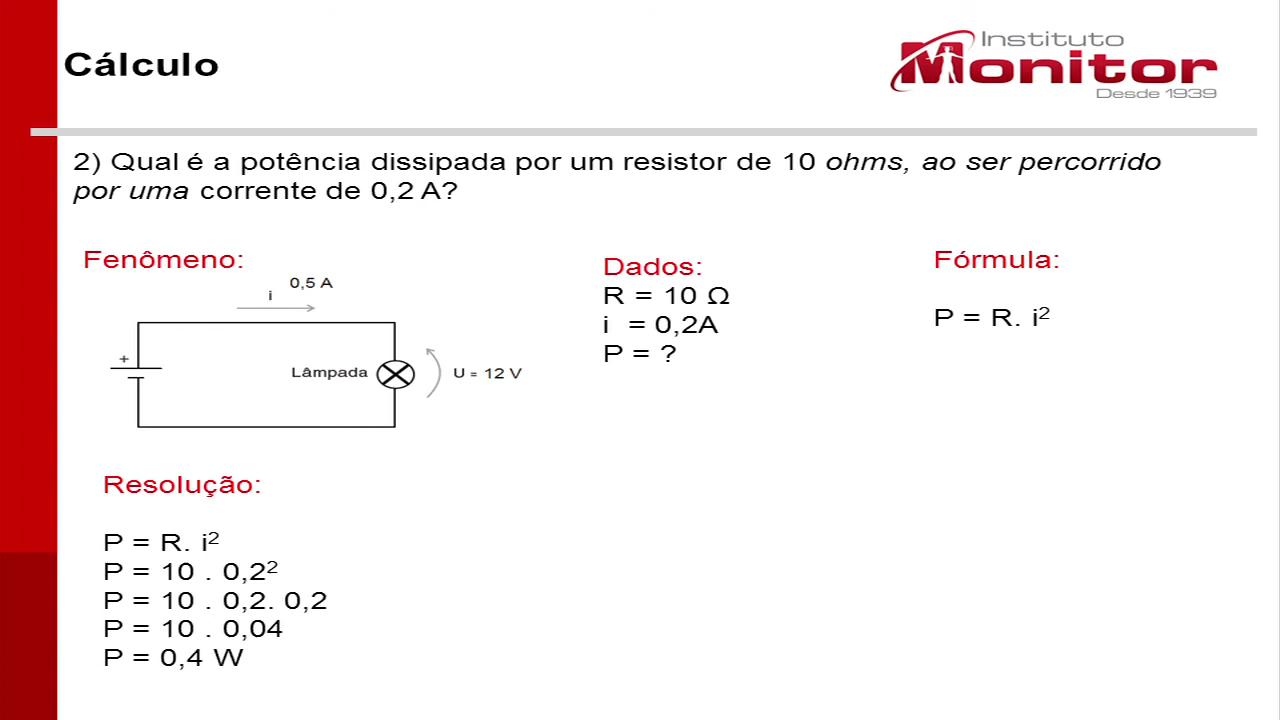 Cálculo
Instituto
Monitor
Desde 1939
2) Qual é a potência dissipada por um resistor de 10 ohms, ao ser percorrido
por uma corrente de 0,2 A?
Fenômeno:
0,5 A
i
+
Lâmpada
U = 12 V
Dados:
R = 10 Ω
i = 0,2A
P = ?
Fórmula:
P = R. i²
Resolução:
P = R. i²
P = 10 . 0,2²
P = 10 . 0,2. 0,2
P = 10 . 0,04
P = 0,4 W